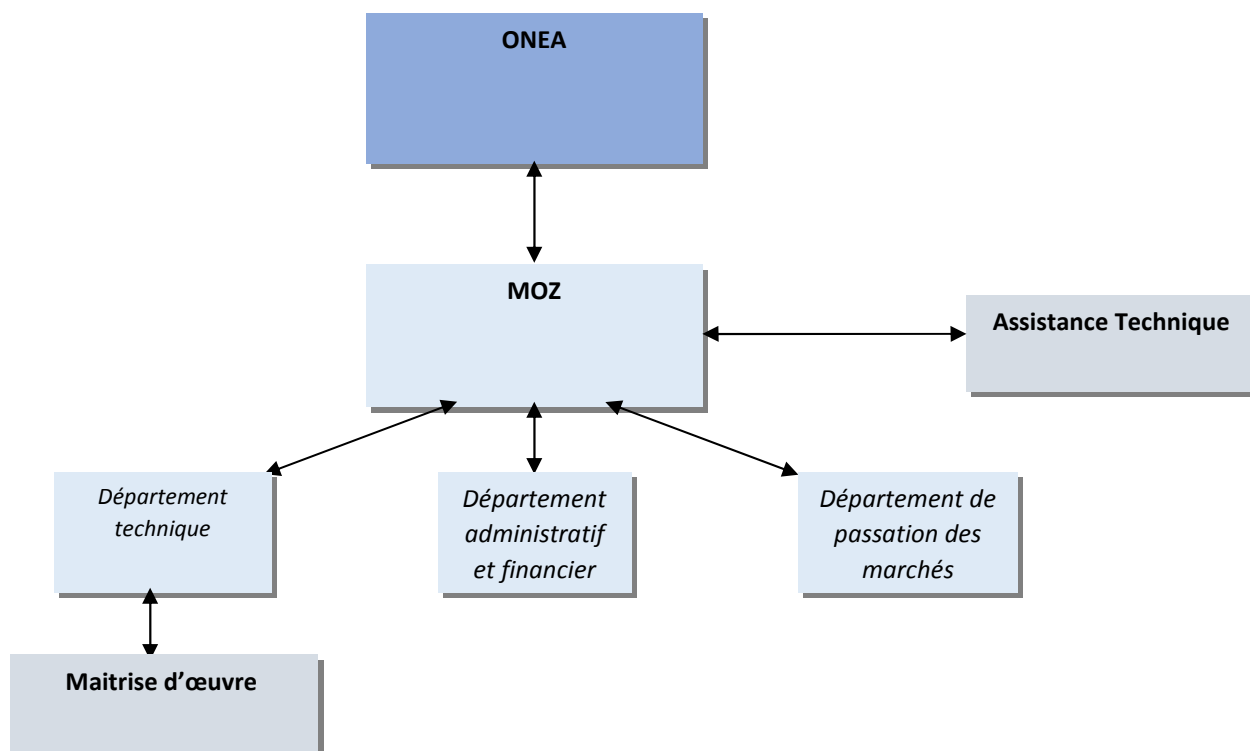 ONEA
MOZ
Assistance Technique
Département
technique
Département
administratif
et financier
Département de
passation des
marchés
Maitrise d'œuvre